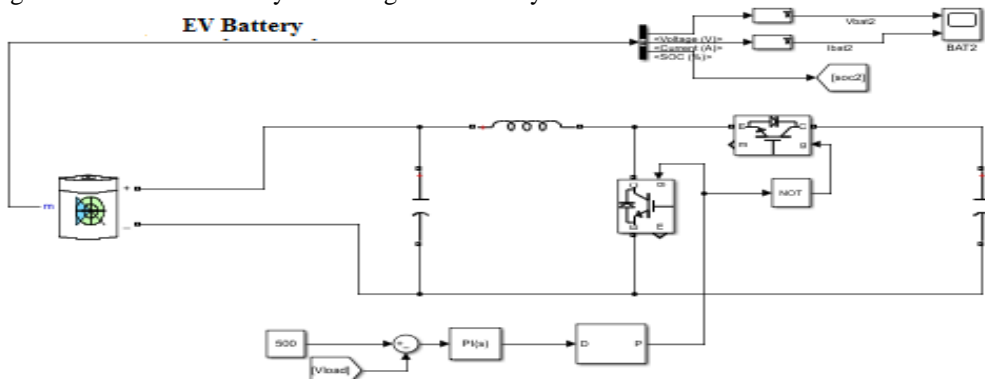 EV Battery
<Voltage (V)>
<Current (A)>
<SOC (%)>
Vbat2
Ibat2
BAT2
[soc2]
E
C
m
g
m
+
_
C
g
E
NOT
500
+_
PI(s)
D
P
[Vload]